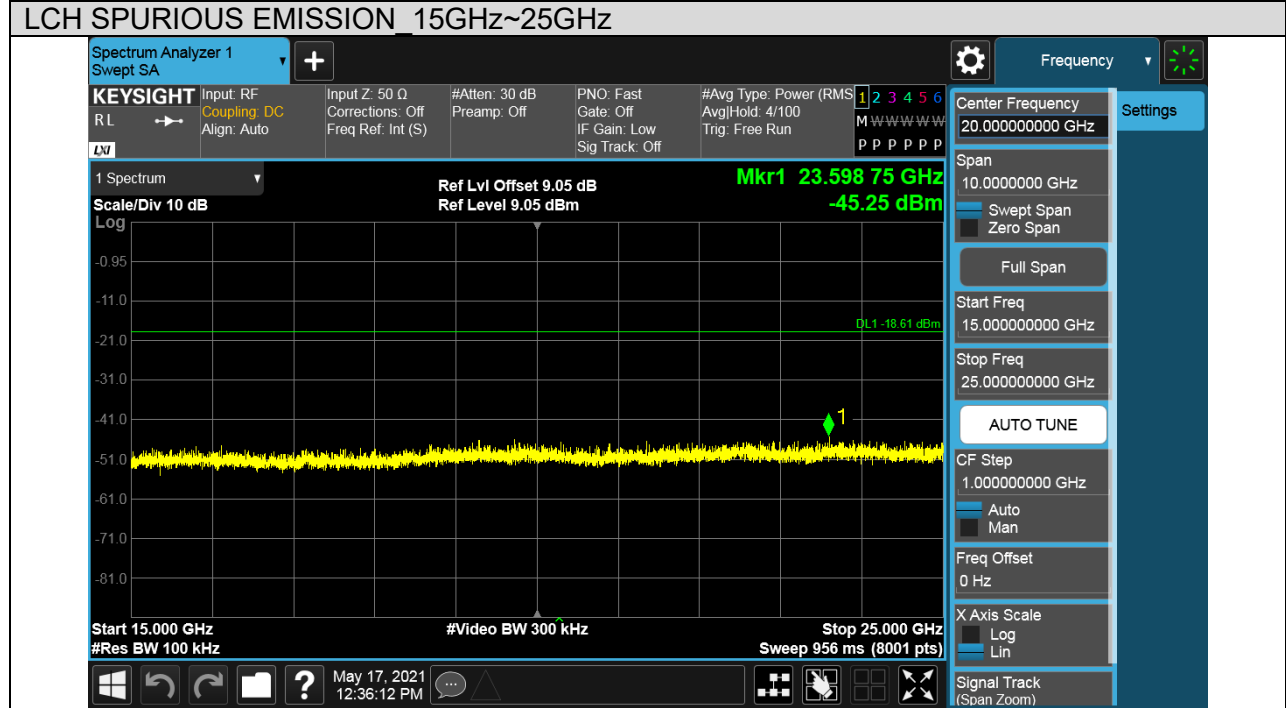 LCH SPURIOUS EMISSION_15GHz~25GHz
Spectrum Analyzer 1
Swept SA
+
Frequency
KEYSIGHT
RL
LXI
Input: RF
Coupling: DC
Align: Auto
Input Z: 50 Ω
Corrections: Off
Freq Ref: Int (S)
#Atten: 30 dB
Preamp: Off
PNO: Fast
Gate: Off
IF Gain: Low
Sig Track: Off
#Avg Type: Power (RMS
Avg|Hold: 4/100
Trig: Free Run
1 2 3 4 5 6
M W W W W W
P P P P P P
1 Spectrum
Scale/Div 10 dB
Ref Lvl Offset 9.05 dB
Ref Level 9.05 dBm
Mkr1 23.598 75 GHz
-45.25 dBm
Log
-0.95
-11.0
DL1 -18.61 dBm
-21.0
-31.0
-41.0
1
-51.0
-61.0
-71.0
-81.0
Start 15.000 GHz
#Video BW 300 kHz
Stop 25.000 GHz
#Res BW 100 kHz
Sweep 956 ms (8001 pts)
?
May 17, 2021
12:36:12 PM
Center Frequency
20.000000000 GHz
Span
10.0000000 GHz
Swept Span
Zero Span
Full Span
Start Freq
15.000000000 GHz
Stop Freq
25.000000000 GHz
AUTO TUNE
CF Step
1.000000000 GHz
Auto
Man
Freq Offset
0 Hz
X Axis Scale
Log
Lin
Signal Track
(Span Zoom)
Settings